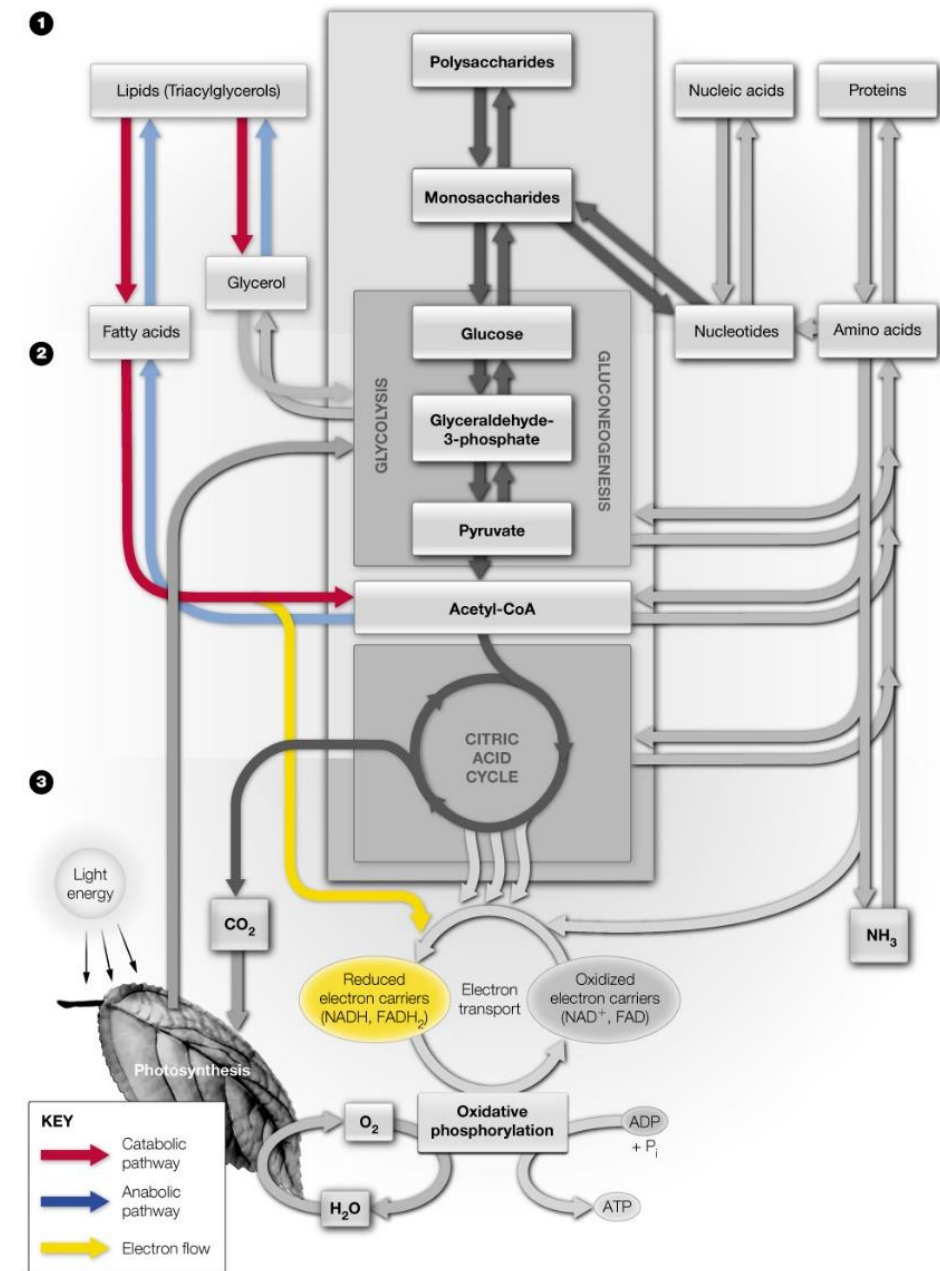 1
Lipids (Triacylglycerols)
Polysaccharides
Nucleic acids
Proteins
Monosaccharides
Glycerol
Fatty acids
Glucose
Nucleotides
Amino acids
2
GLYCOLYSIS
GLUCONEOGENESIS
Glyceraldehyde-
3-phosphate
Pyruvate
Acetyl-CoA
CITRIC
ACID
CYCLE
3
Light
energy
CO₂
NH₃
Reduced
electron carriers
(NADH, FADH₂)
Electron
transport
Oxidized
electron carriers
(NAD⁺, FAD)
Photosynthesis
O₂
Oxidative
phosphorylation
ADP
+ Pᵢ
H₂O
ATP
KEY
Catabolic
pathway
Anabolic
pathway
Electron flow